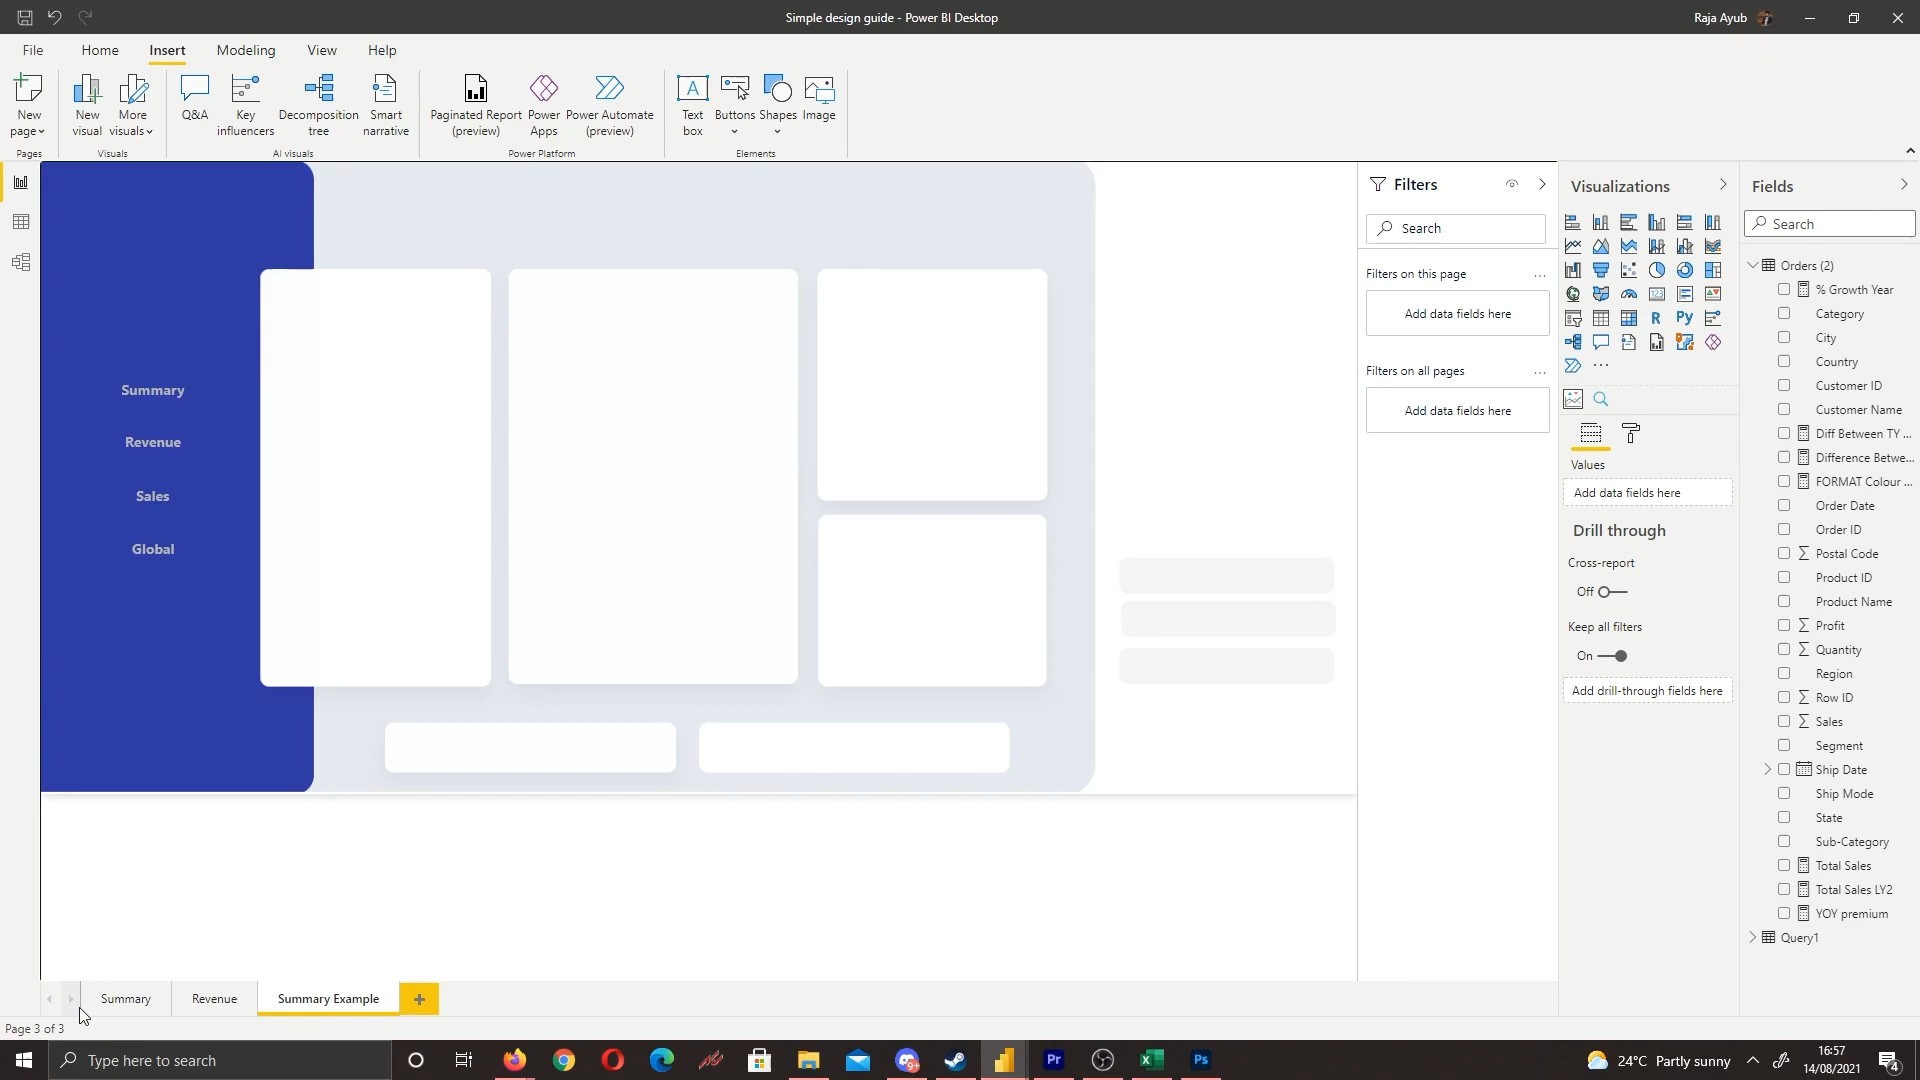 Simple design guide - Power BI Desktop
Raja Ayub
File
Home
Insert
Modeling
View
Help
New
page
New
visual
More
visuals
Q&A
Key
influencers
Decomposition
tree
Smart
narrative
Paginated Report
(preview)
Power
Apps
Power Automate
(preview)
Text
box
Buttons
Shapes
Image
Pages
Visuals
AI visuals
Power Platform
Elements
Summary
Revenue
Sales
Global
Filters
Search
Filters on this page
...
Add data fields here
Filters on all pages
...
Add data fields here
Visualizations
123
R
Py
...
Values
Add data fields here
Drill through
Cross-report
Off
Keep all filters
On
Add drill-through fields here
Fields
Search
Orders (2)
% Growth Year
Category
City
Country
Customer ID
Customer Name
Diff Between TY ...
Difference Betwe...
FORMAT Colour ...
Order Date
Order ID
Postal Code
Product ID
Product Name
Profit
Quantity
Region
Row ID
Sales
Segment
Ship Date
Ship Mode
State
Sub-Category
Total Sales
Total Sales LY2
YOY premium
Query1
Summary
Revenue
Summary Example
+
Page 3 of 3
Type here to search
9+
Pr
Ps
24°C Partly sunny
16:57
14/08/2021
4